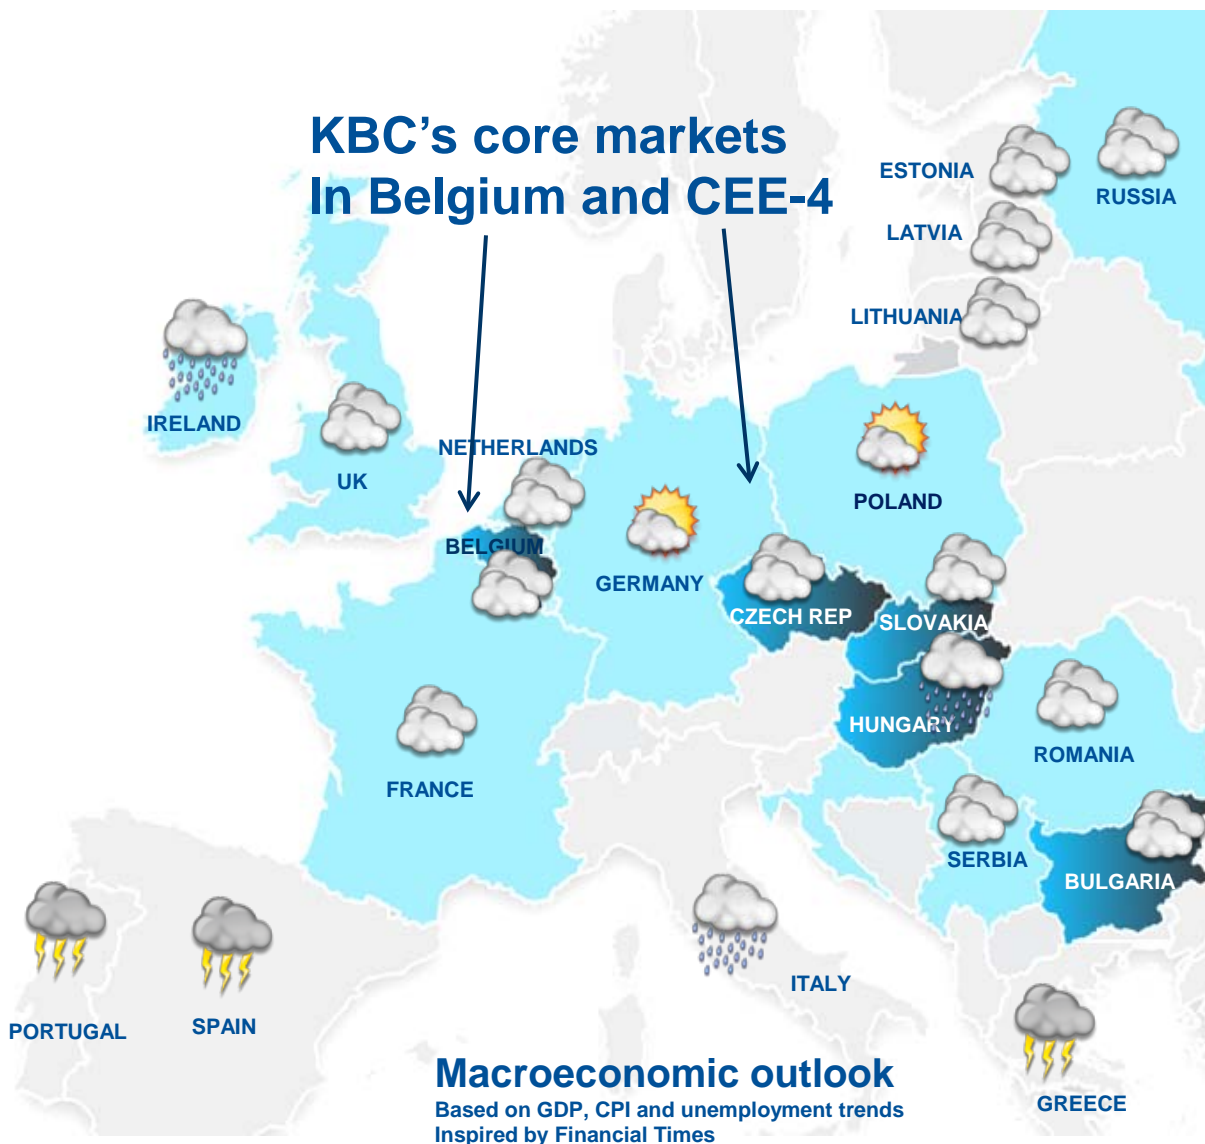 KBC’s core markets
In Belgium and CEE-4
ESTONIA
RUSSIA
LATVIA
LITHUANIA
IRELAND
NETHERLANDS
UK
POLAND
BELGIUM
GERMANY
CZECH REP
SLOVAKIA
HUNGARY
ROMANIA
FRANCE
SERBIA
BULGARIA
ITALY
SPAIN
PORTUGAL
Macroeconomic outlook
Based on GDP, CPI and unemployment trends
Inspired by Financial Times
GREECE